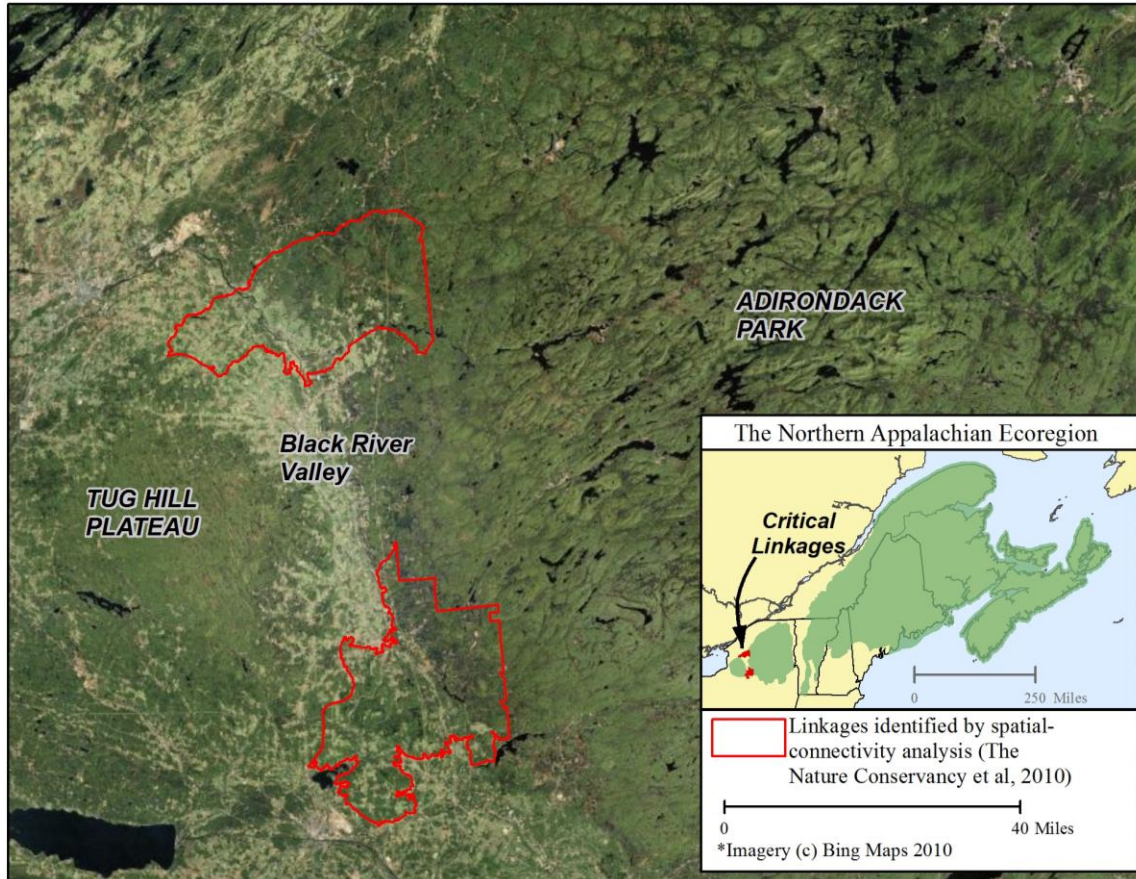 ADIRONDACK
PARK
Black River
Valley
TUG HILL
PLATEAU
The Northern Appalachian Ecoregion
Critical
Linkages
0
250 Miles
Linkages identified by spatial-
connectivity analysis (The
Nature Conservancy et al, 2010)
0
40 Miles
*Imagery (c) Bing Maps 2010